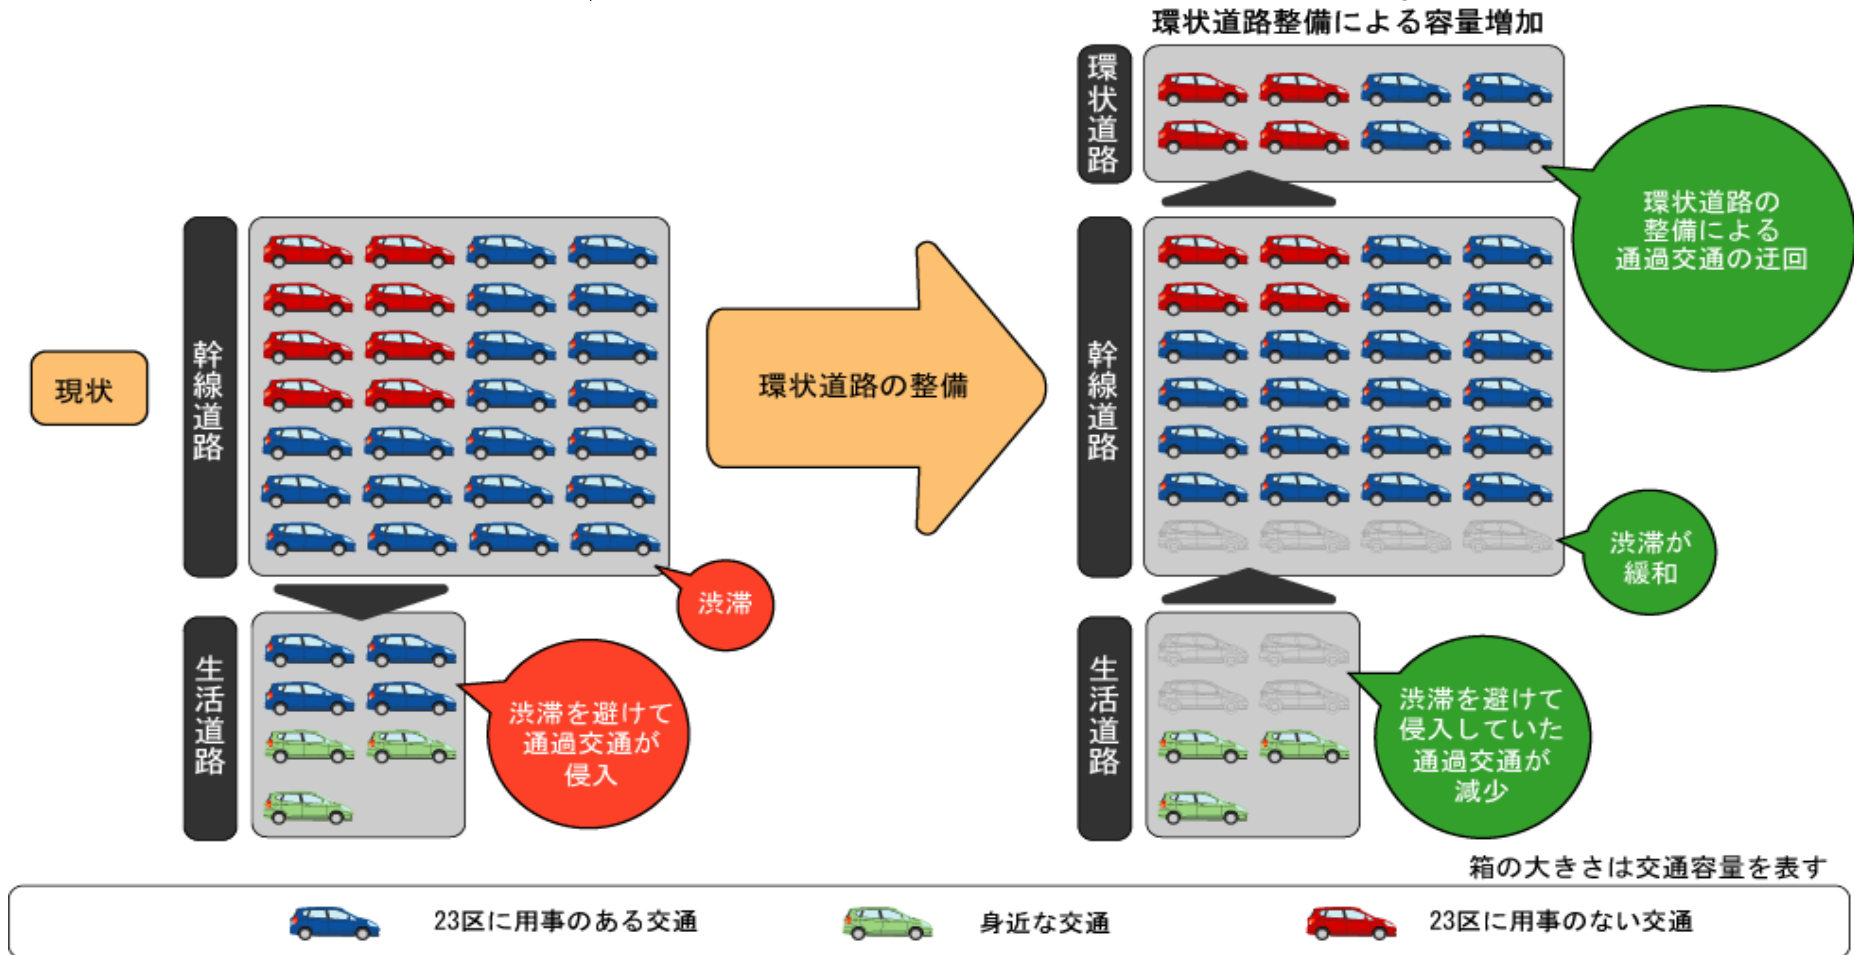 環状道路整備による容量増加
環状道路
環状道路の
整備による
通過交通の迂回
現状
幹線道路
渋滞
環状道路の整備
幹線道路
渋滞が
緩和
生活道路
渋滞を避けて
通過交通が
侵入
生活道路
渋滞を避けて
侵入していた
通過交通が
減少
箱の大きさは交通容量を表す
23区に用事のある交通
身近な交通
23区に用事のない交通